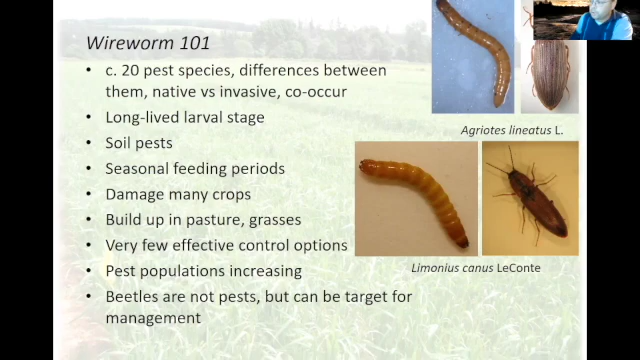 Wireworm 101
• c. 20 pest species, differences between
them, native vs invasive, co-occur
• Long-lived larval stage
• Soil pests
• Seasonal feeding periods
• Damage many crops
• Build up in pasture, grasses
• Very few effective control options
• Pest populations increasing
• Beetles are not pests, but can be target for
management
Agriotes lineatus L.
Limonius canus LeConte